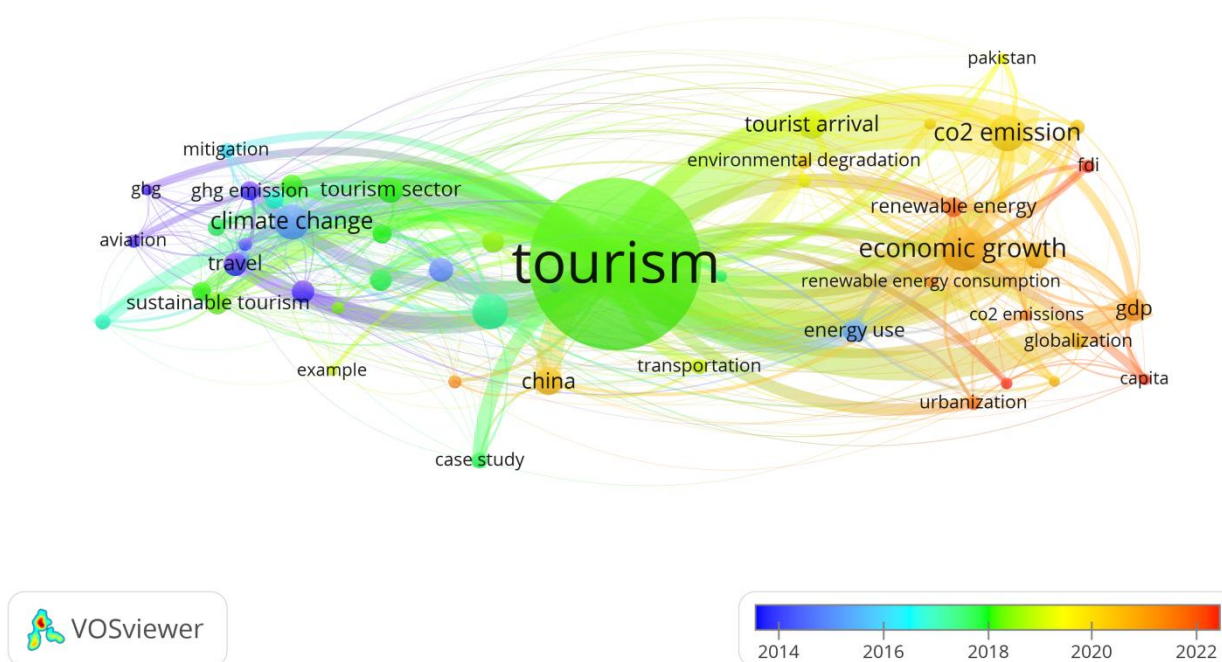 pakistan
tourist arrival
co2 emission
mitigation
environmental degradation
fdi
ghg
ghg emission
tourism sector
renewable energy
climate change
aviation
economic growth
travel
tourism
renewable energy consumption
sustainable tourism
co2 emissions
gdp
energy use
globalization
example
transportation
china
capita
urbanization
case study
VOSviewer
2014
2016
2018
2020
2022